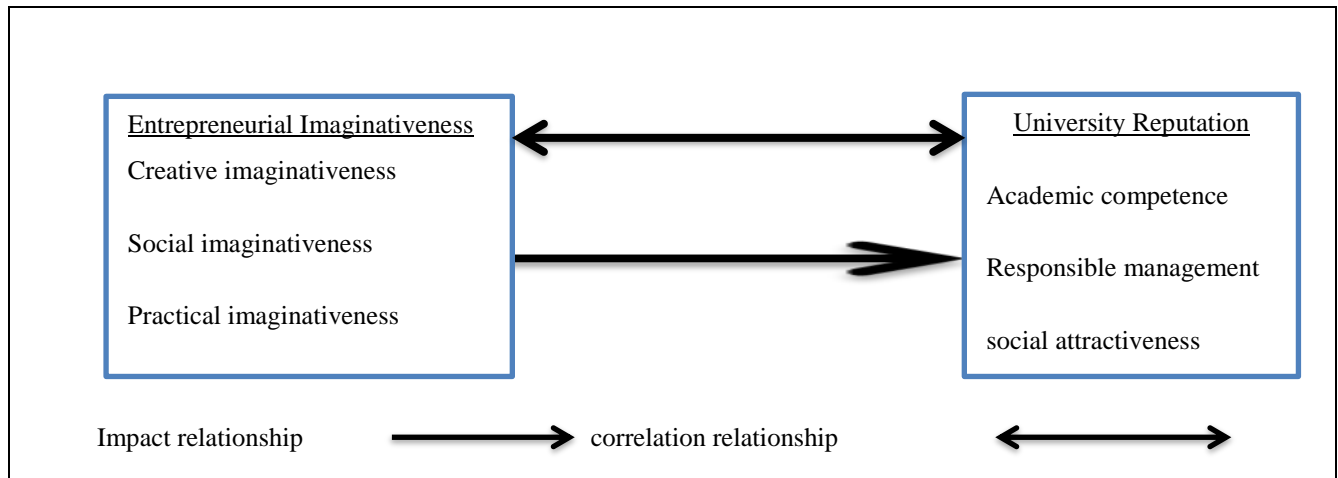 Entrepreneurial Imaginativeness
Creative imaginativeness
Social imaginativeness
Practical imaginativeness
University Reputation
Academic competence
Responsible management
social attractiveness
Impact relationship
correlation relationship